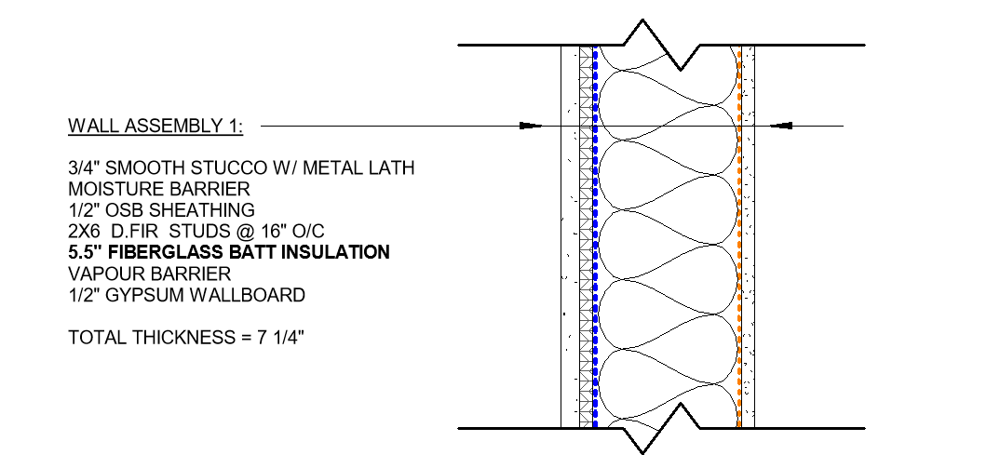 WALL ASSEMBLY 1:
3/4" SMOOTH STUCCO W/ METAL LATH
MOISTURE BARRIER
1/2" OSB SHEATHING
2X6 D.FIR STUDS @ 16" O/C
5.5" FIBERGLASS BATT INSULATION
VAPOUR BARRIER
1/2" GYPSUM WALLBOARD
TOTAL THICKNESS = 7 1/4"